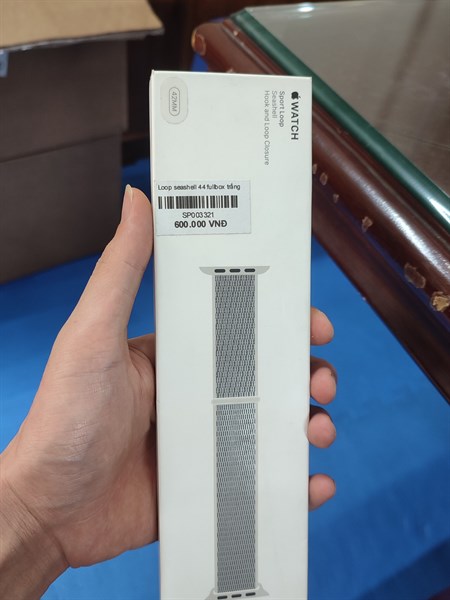 42MM
WATCH
Sport Loop
Seashell
Hook and Loop Closure
Loop seashell 44 fullbox trắng
SP003321
600.000 VNĐ